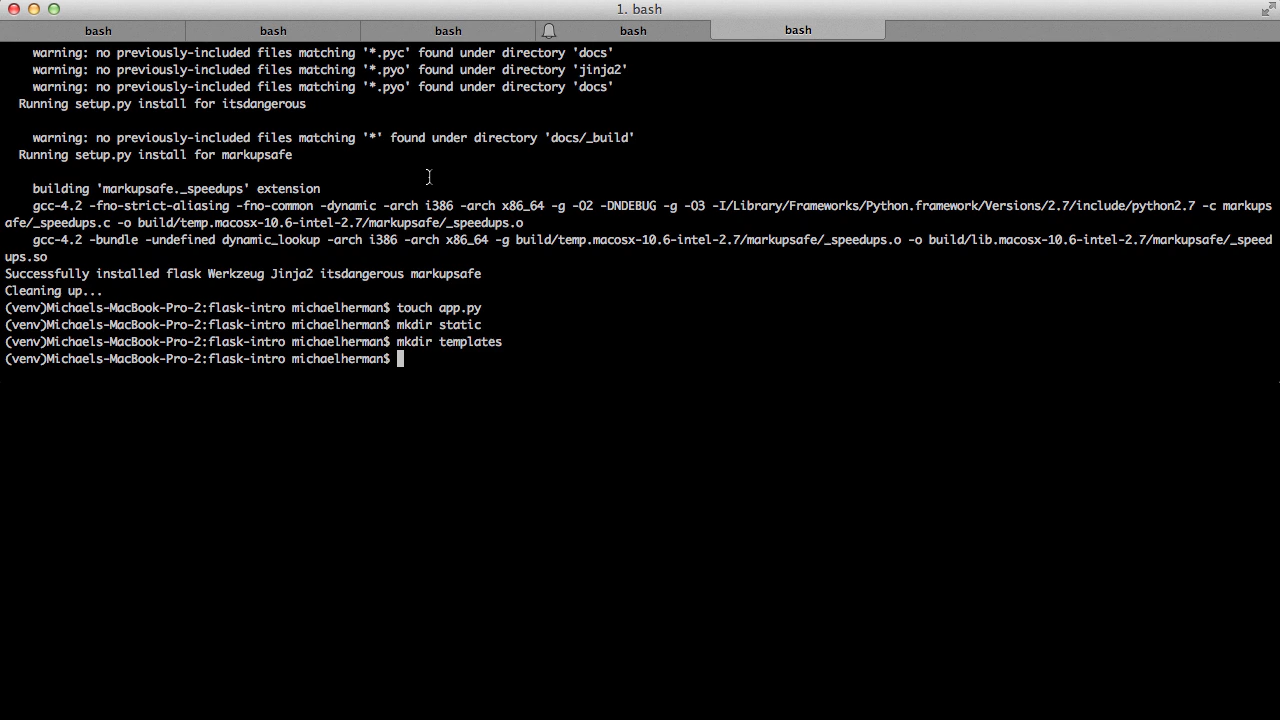 1. bash
bash bash bash bash bash
warning: no previously-included files matching '*.pyc' found under directory 'docs'
warning: no previously-included files matching '*.pyo' found under directory 'jinja2'
warning: no previously-included files matching '*.pyo' found under directory 'docs'
Running setup.py install for itsdangerous
warning: no previously-included files matching '*' found under directory 'docs/_build'
Running setup.py install for markupsafe
building 'markupsafe._speedups' extension
gcc-4.2 -fno-strict-aliasing -fno-common -dynamic -arch i386 -arch x86_64 -g -O2 -DNDEBUG -g -O3 -I/Library/Frameworks/Python.framework/Versions/2.7/include/python2.7 -c markups
afe/_speedups.c -o build/temp.macosx-10.6-intel-2.7/markupsafe/_speedups.o
gcc-4.2 -bundle -undefined dynamic_lookup -arch i386 -arch x86_64 -g build/temp.macosx-10.6-intel-2.7/markupsafe/_speedups.o -o build/lib.macosx-10.6-intel-2.7/markupsafe/_speed
ups.so
Successfully installed flask Werkzeug Jinja2 itsdangerous markupsafe
Cleaning up...
(venv)Michaels-MacBook-Pro-2:flask-intro michaelherman$ touch app.py
(venv)Michaels-MacBook-Pro-2:flask-intro michaelherman$ mkdir static
(venv)Michaels-MacBook-Pro-2:flask-intro michaelherman$ mkdir templates
(venv)Michaels-MacBook-Pro-2:flask-intro michaelherman$